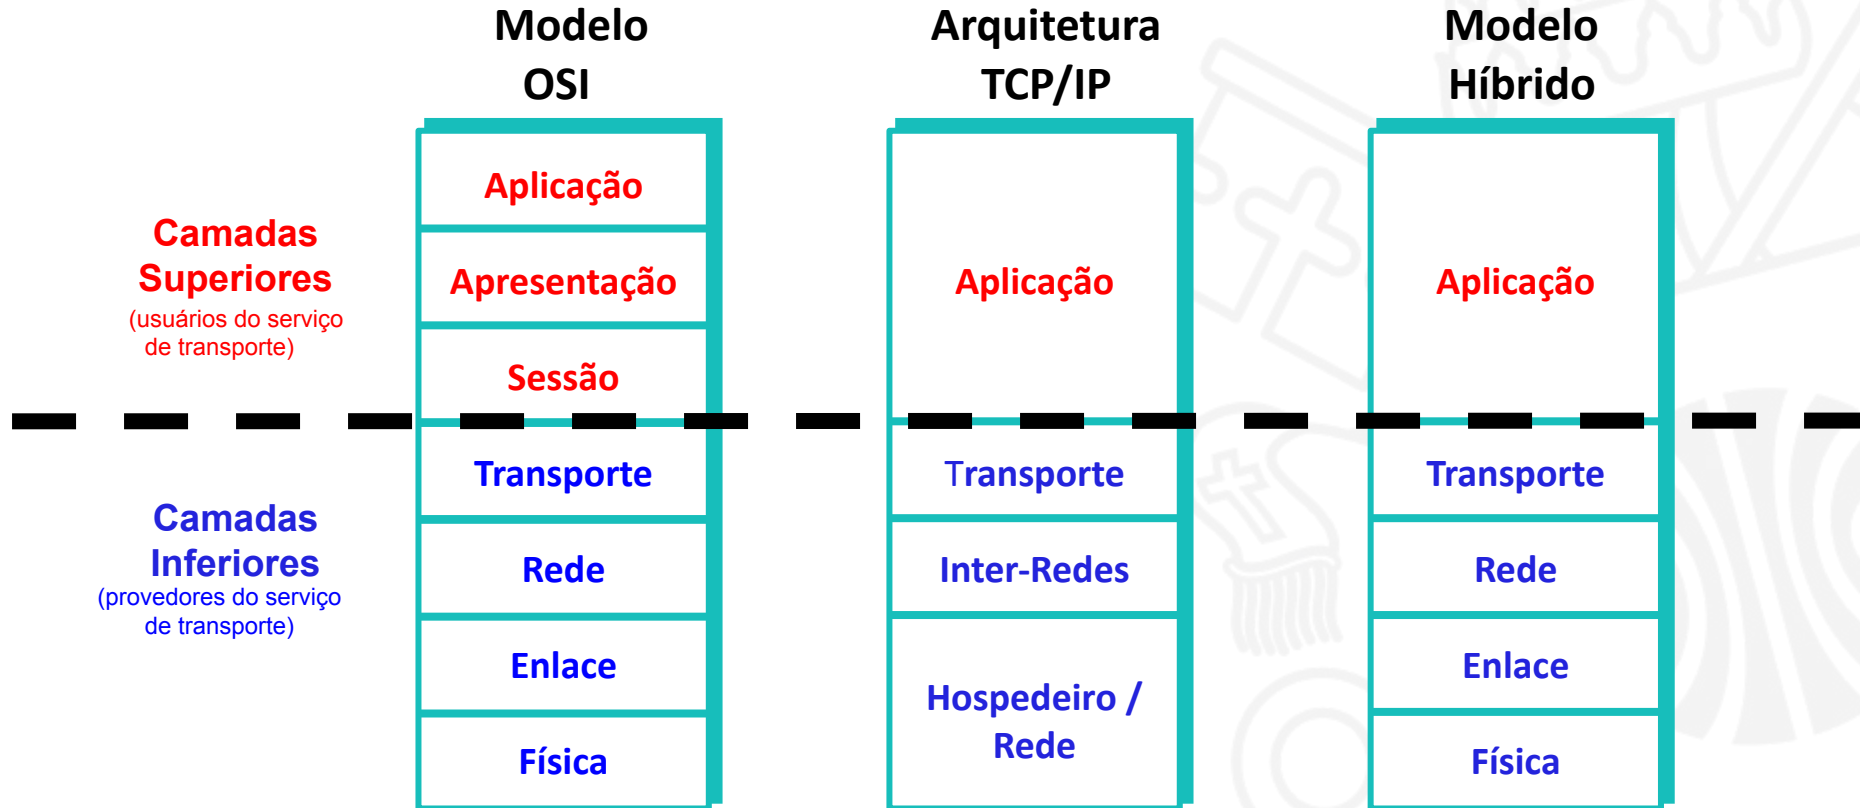 Modelo
OSI
Arquitetura
TCP/IP
Modelo
Híbrido
Camadas
Superiores
(usuários do serviço
de transporte)
Camadas
Inferiores
(provedores do serviço
de transporte)
Aplicação
Apresentação
Sessão
Transporte
Rede
Enlace
Física
Aplicação
Transporte
Inter-Redes
Hospedeiro /
Rede
Aplicação
Transporte
Rede
Enlace
Física